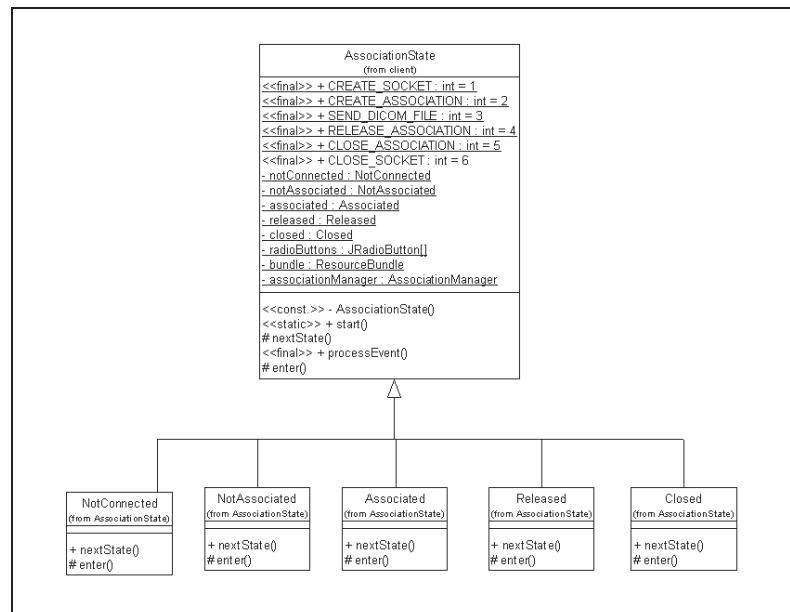 AssociationState
(from client)
<<final>> + CREATE_SOCKET : int = 1
<<final>> + CREATE_ASSOCIATION : int = 2
<<final>> + SEND_DICOM_FILE : int = 3
<<final>> + RELEASE_ASSOCIATION : int = 4
<<final>> + CLOSE_ASSOCIATION : int = 5
<<final>> + CLOSE_SOCKET : int = 6
- notConnected : NotConnected
- notAssociated : NotAssociated
- associated : Associated
- released : Released
- closed : Closed
- radioButtons : JRadioButton[]
- bundle : ResourceBundle
- associationManager : AssociationManager
<<const.>> - AssociationState()
<<static>> + start()
# nextState()
<<final>> + processEvent()
# enter()
NotConnected
(from AssociationState)
+ nextState()
# enter()
NotAssociated
(from AssociationState)
+ nextState()
# enter()
Associated
(from AssociationState)
+ nextState()
# enter()
Released
(from AssociationState)
+ nextState()
# enter()
Closed
(from AssociationState)
+ nextState()
# enter()